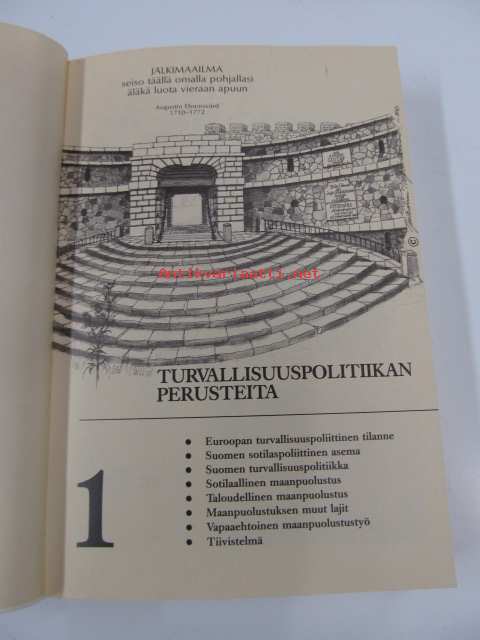 JÄLKIMAAILMA
seiso täällä omalla pohjallasi
äläkä luota vieraan apuun
Augustin Ehrensvärd
1710-1772
Antikvariaatti.net
TURVALLISUUSPOLITIIKAN
PERUSTEITA
1
• Euroopan turvallisuuspoliittinen tilanne
• Suomen sotilaspoliittinen asema
• Suomen turvallisuuspolitiikka
• Sotilaallinen maanpuolustus
• Taloudellinen maanpuolustus
• Maanpuolustuksen muut lajit
• Vapaaehtoinen maanpuolustustyö
• Tiivistelmä